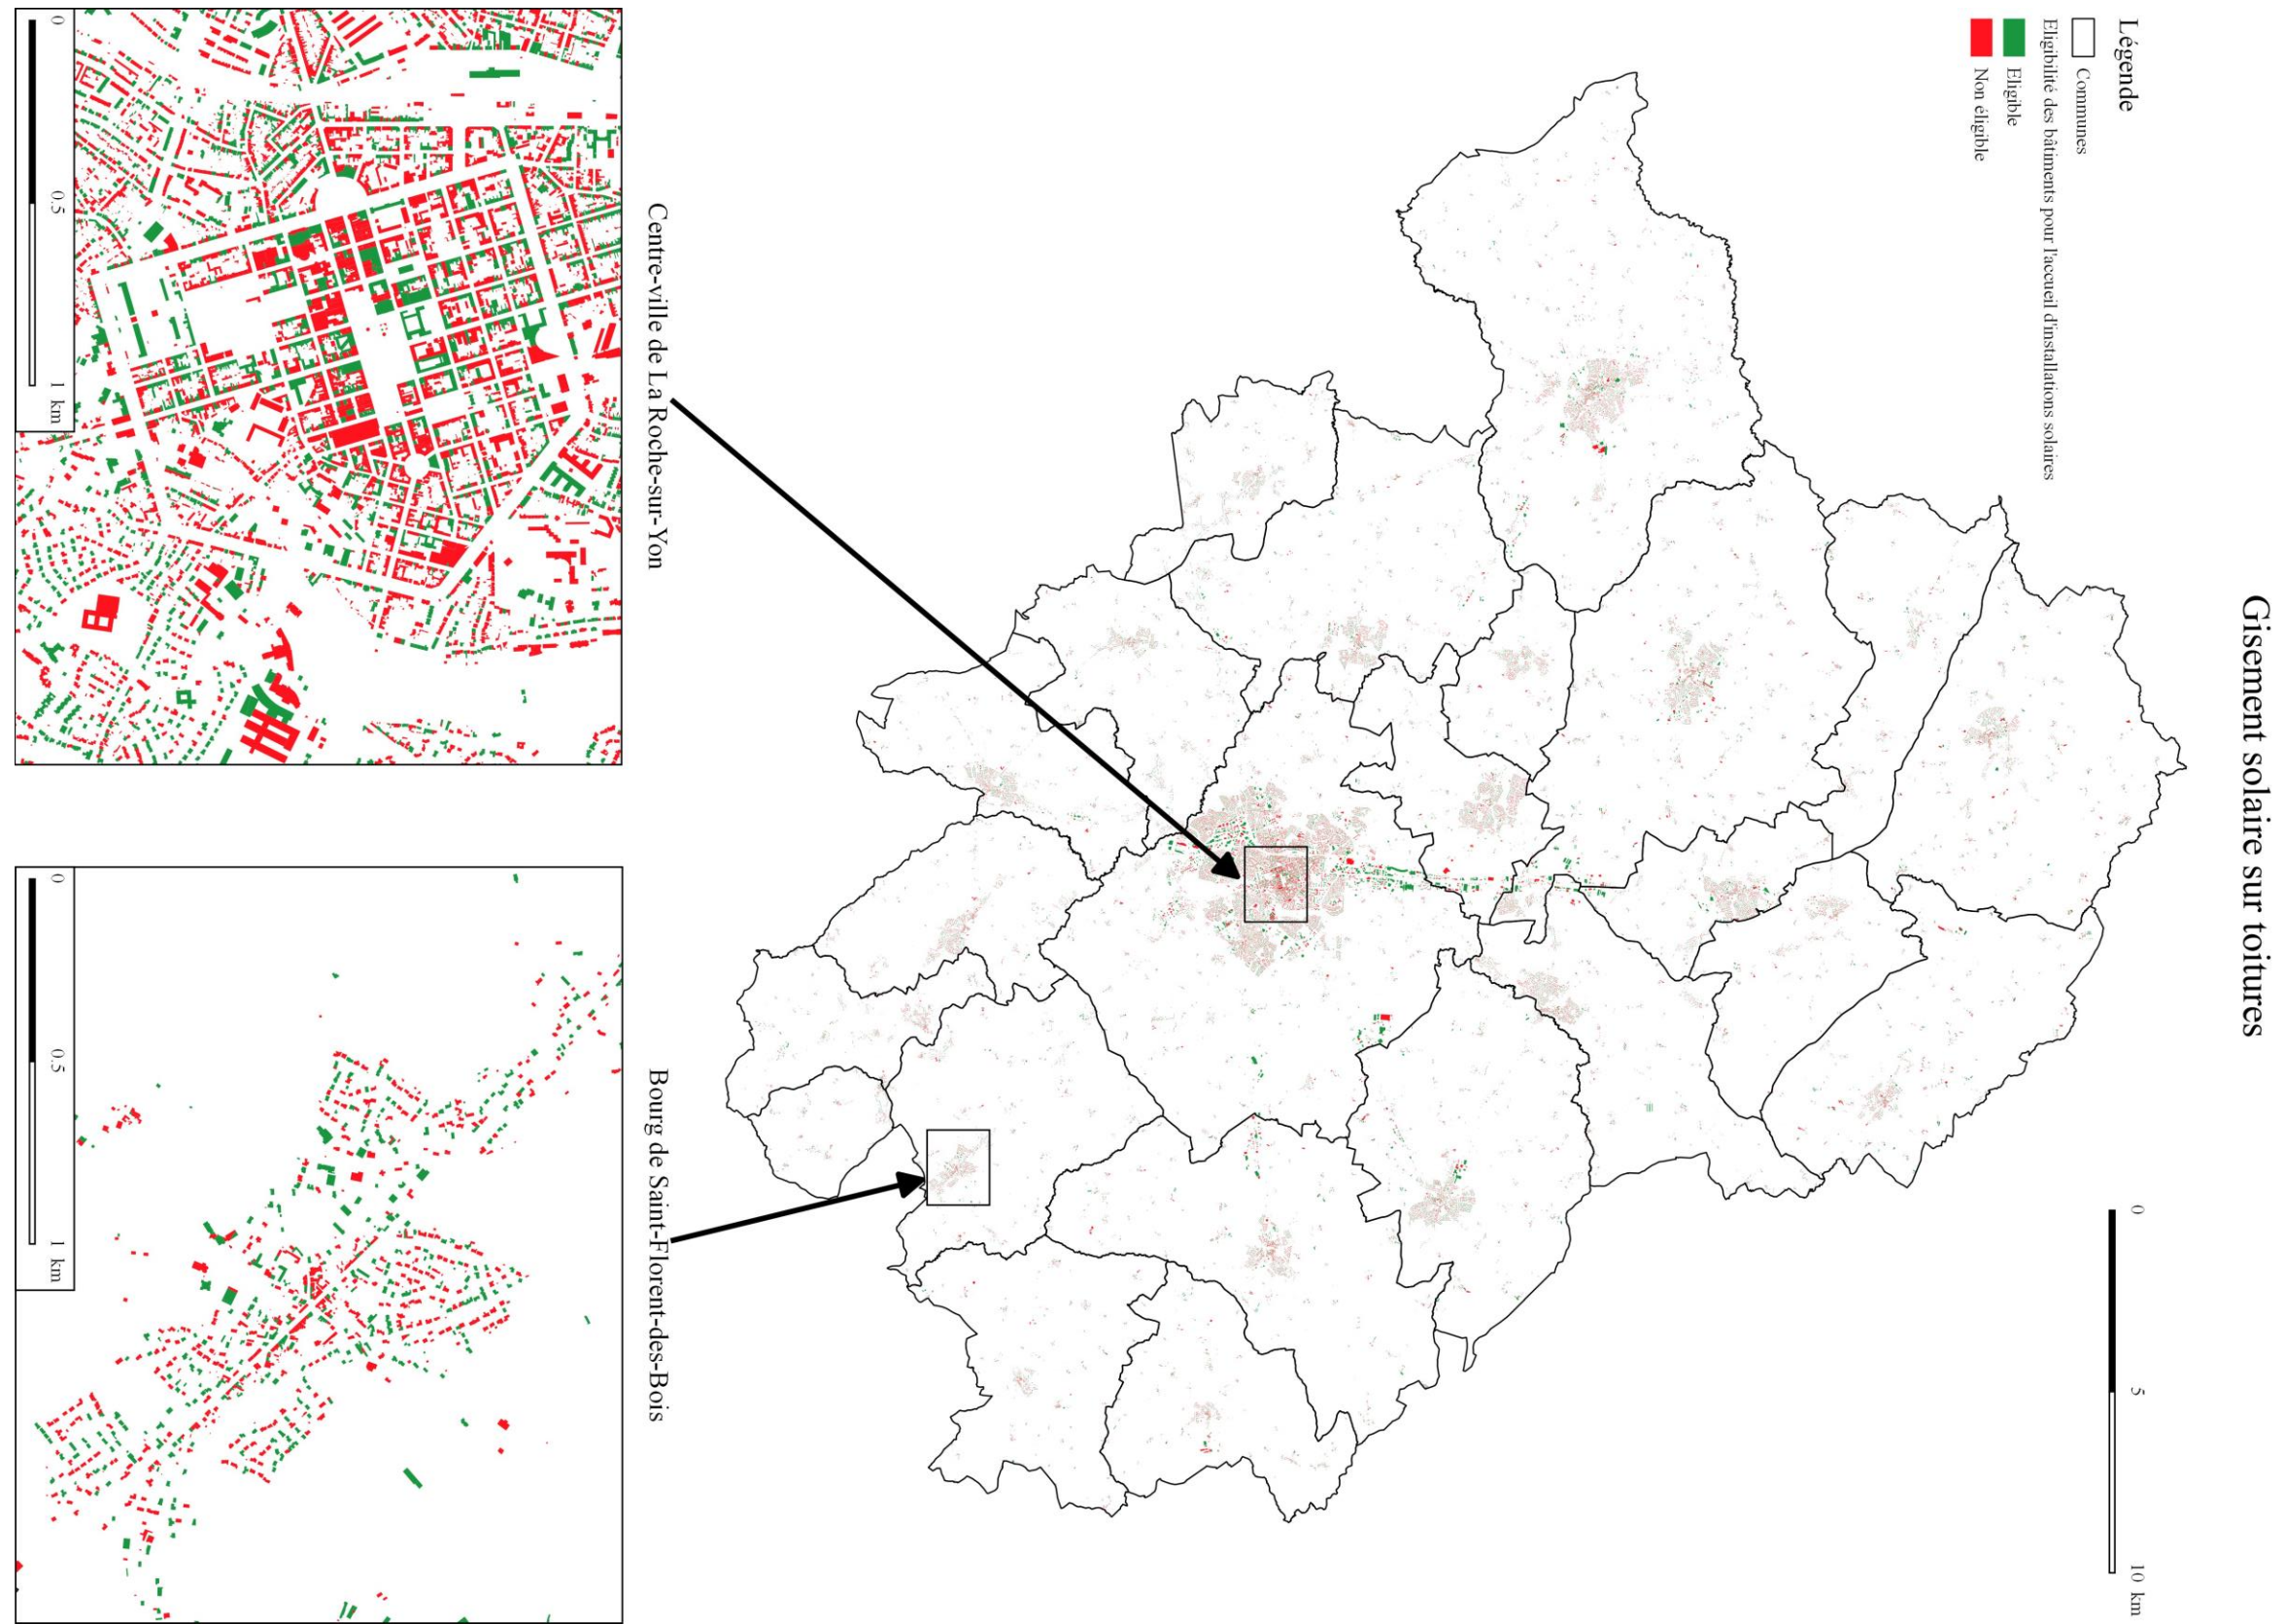 Gisement solaire sur toitures
Légende
Communes
Eligibilité des bâtiments pour l'accueil d'installations solaires
Eligible
Non éligible
0 5 10 km
Centre-ville de La Roche-sur-Yon
Bourg de Saint-Florent-des-Bois
0 0.5 1 km
0 0.5 1 km